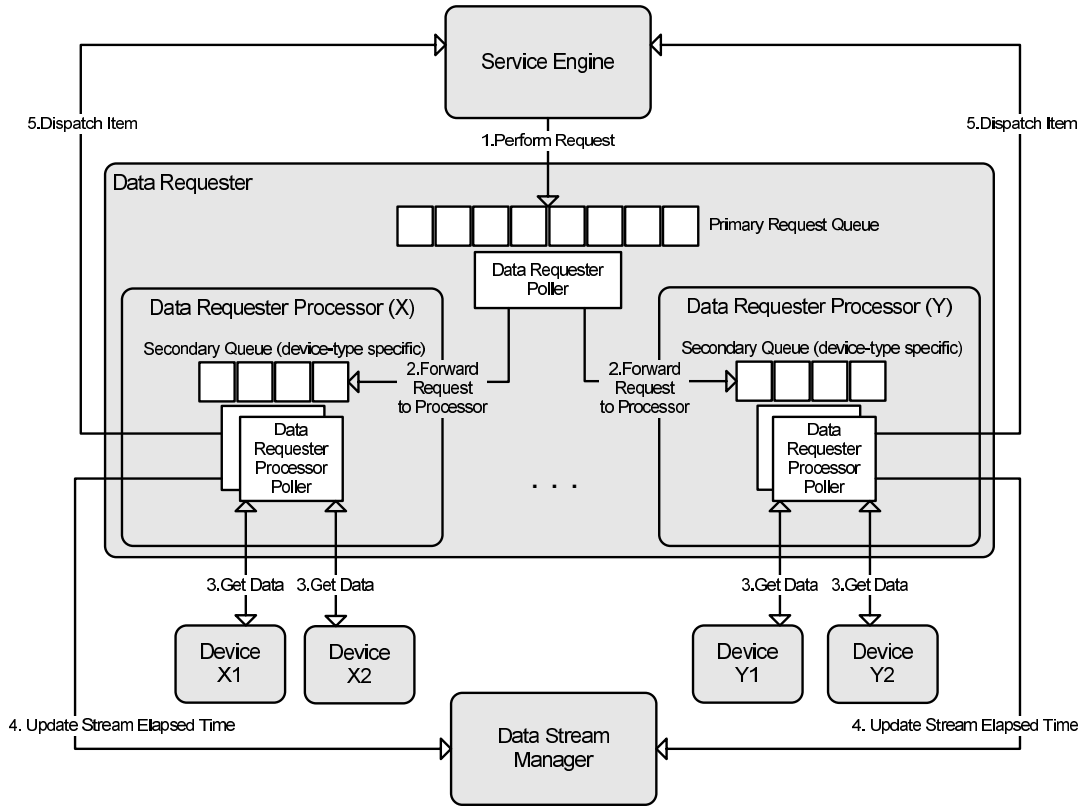 Service Engine
5.Dispatch Item
5.Dispatch Item
1.Perform Request
Data Requester
Primary Request Queue
Data Requester
Poller
Data Requester Processor (X)
Secondary Queue (device-type specific)
2.Forward
Request
to Processor
Data
Requester
Processor
Poller
2.Forward
Request
to Processor
Data Requester Processor (Y)
Secondary Queue (device-type specific)
Data
Requester
Processor
Poller
. . .
3.Get Data
3.Get Data
3.Get Data
3.Get Data
Device
X1
Device
X2
Device
Y1
Device
Y2
4. Update Stream Elapsed Time
4. Update Stream Elapsed Time
Data Stream
Manager